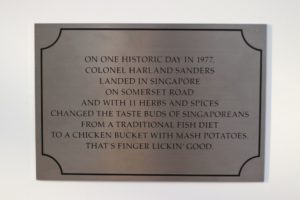 ON ONE HISTORIC DAY IN 1977,
COLONEL HARLAND SANDERS
LANDED IN SINGAPORE
ON SOMERSET ROAD
AND WITH 11 HERBS AND SPICES
CHANGED THE TASTE BUDS OF SINGAPOREANS
FROM A TRADITIONAL FISH DIET
TO A CHICKEN BUCKET WITH MASH POTATOES.
THAT'S FINGER LICKIN' GOOD.